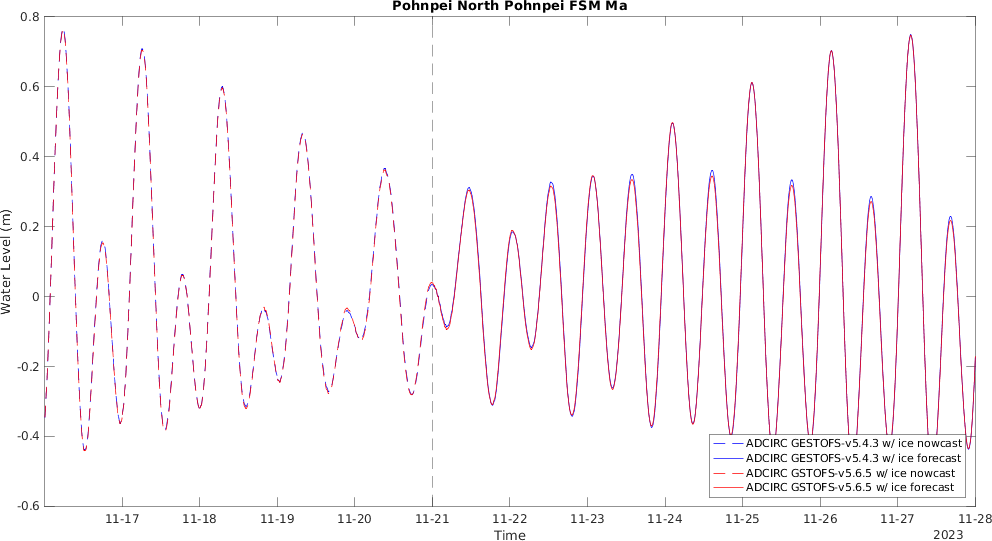 Pohnpei North Pohnpei FSM Ma
Water Level (m)
0.8
0.6
0.4
0.2
0
-0.2
-0.4
-0.6
ADCIRC GESTOFS-v5.4.3 w/ ice nowcast
ADCIRC GESTOFS-v5.4.3 w/ ice forecast
ADCIRC GSTOFS-v5.6.5 w/ ice nowcast
ADCIRC GSTOFS-v5.6.5 w/ ice forecast
11-17 11-18 11-19 11-20 11-21 11-22 11-23 11-24 11-25 11-26 11-27 11-28
Time
2023